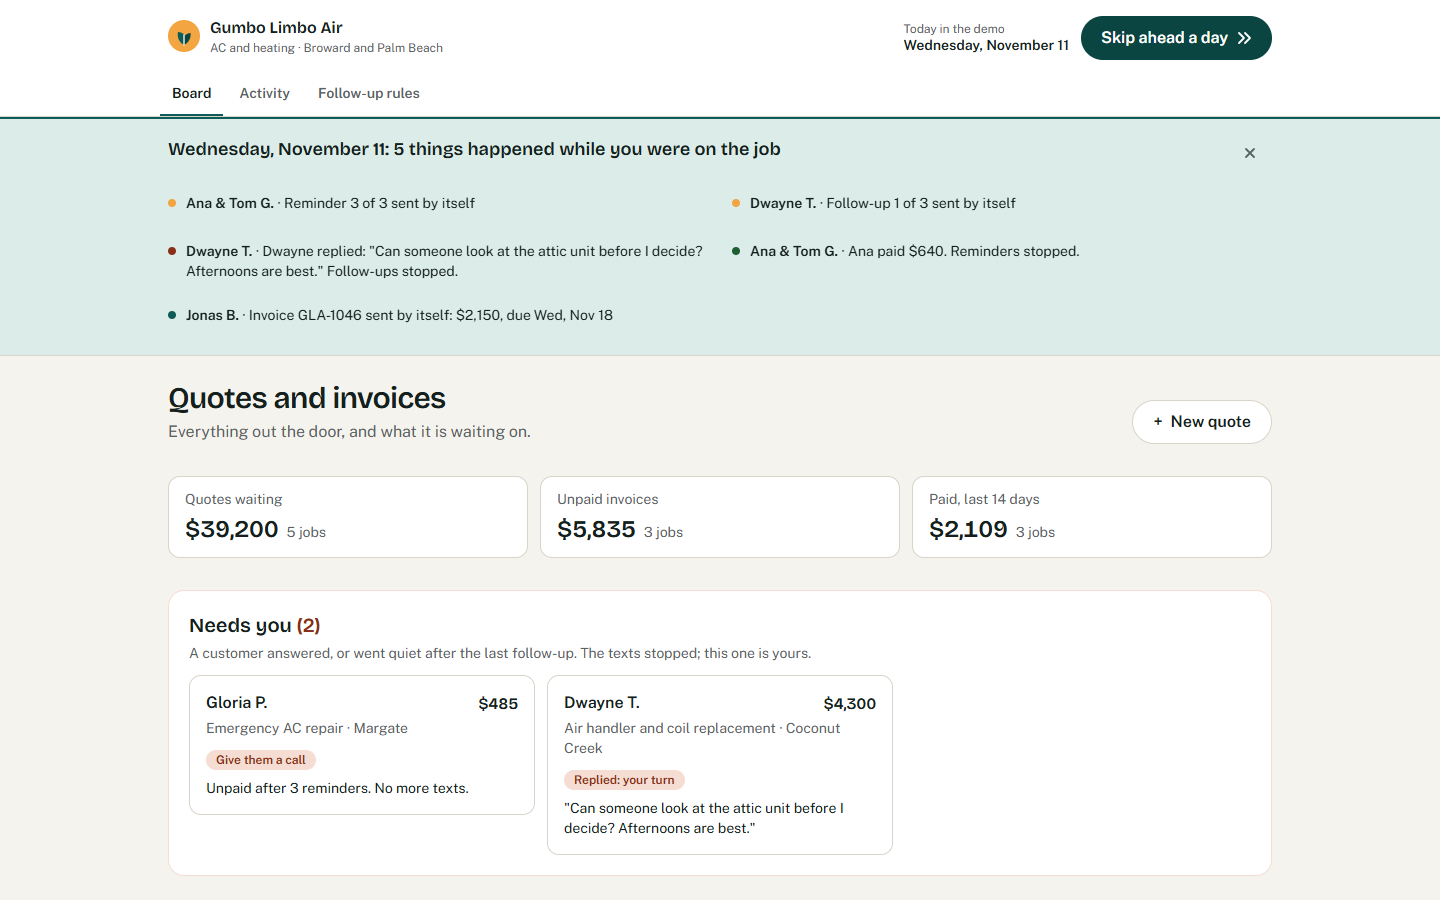 Gumbo Limbo Air
AC and heating · Broward and Palm Beach
Today in the demo
Wednesday, November 11
Skip ahead a day
Board
Activity
Follow-up rules
Wednesday, November 11: 5 things happened while you were on the job
Ana & Tom G. · Reminder 3 of 3 sent by itself
Dwayne T. · Follow-up 1 of 3 sent by itself
Dwayne T. · Dwayne replied: "Can someone look at the attic unit before I decide?
Afternoons are best." Follow-ups stopped.
Ana & Tom G. · Ana paid $640. Reminders stopped.
Jonas B. · Invoice GLA-1046 sent by itself: $2,150, due Wed, Nov 18
Quotes and invoices
Everything out the door, and what it is waiting on.
+ New quote
Quotes waiting
$39,200 5 jobs
Unpaid invoices
$5,835 3 jobs
Paid, last 14 days
$2,109 3 jobs
Needs you (2)
A customer answered, or went quiet after the last follow-up. The texts stopped; this one is yours.
Gloria P.
$485
Emergency AC repair · Margate
Give them a call
Unpaid after 3 reminders. No more texts.
Dwayne T.
$4,300
Air handler and coil replacement · Coconut
Creek
Replied: your turn
"Can someone look at the attic unit before I
decide? Afternoons are best."